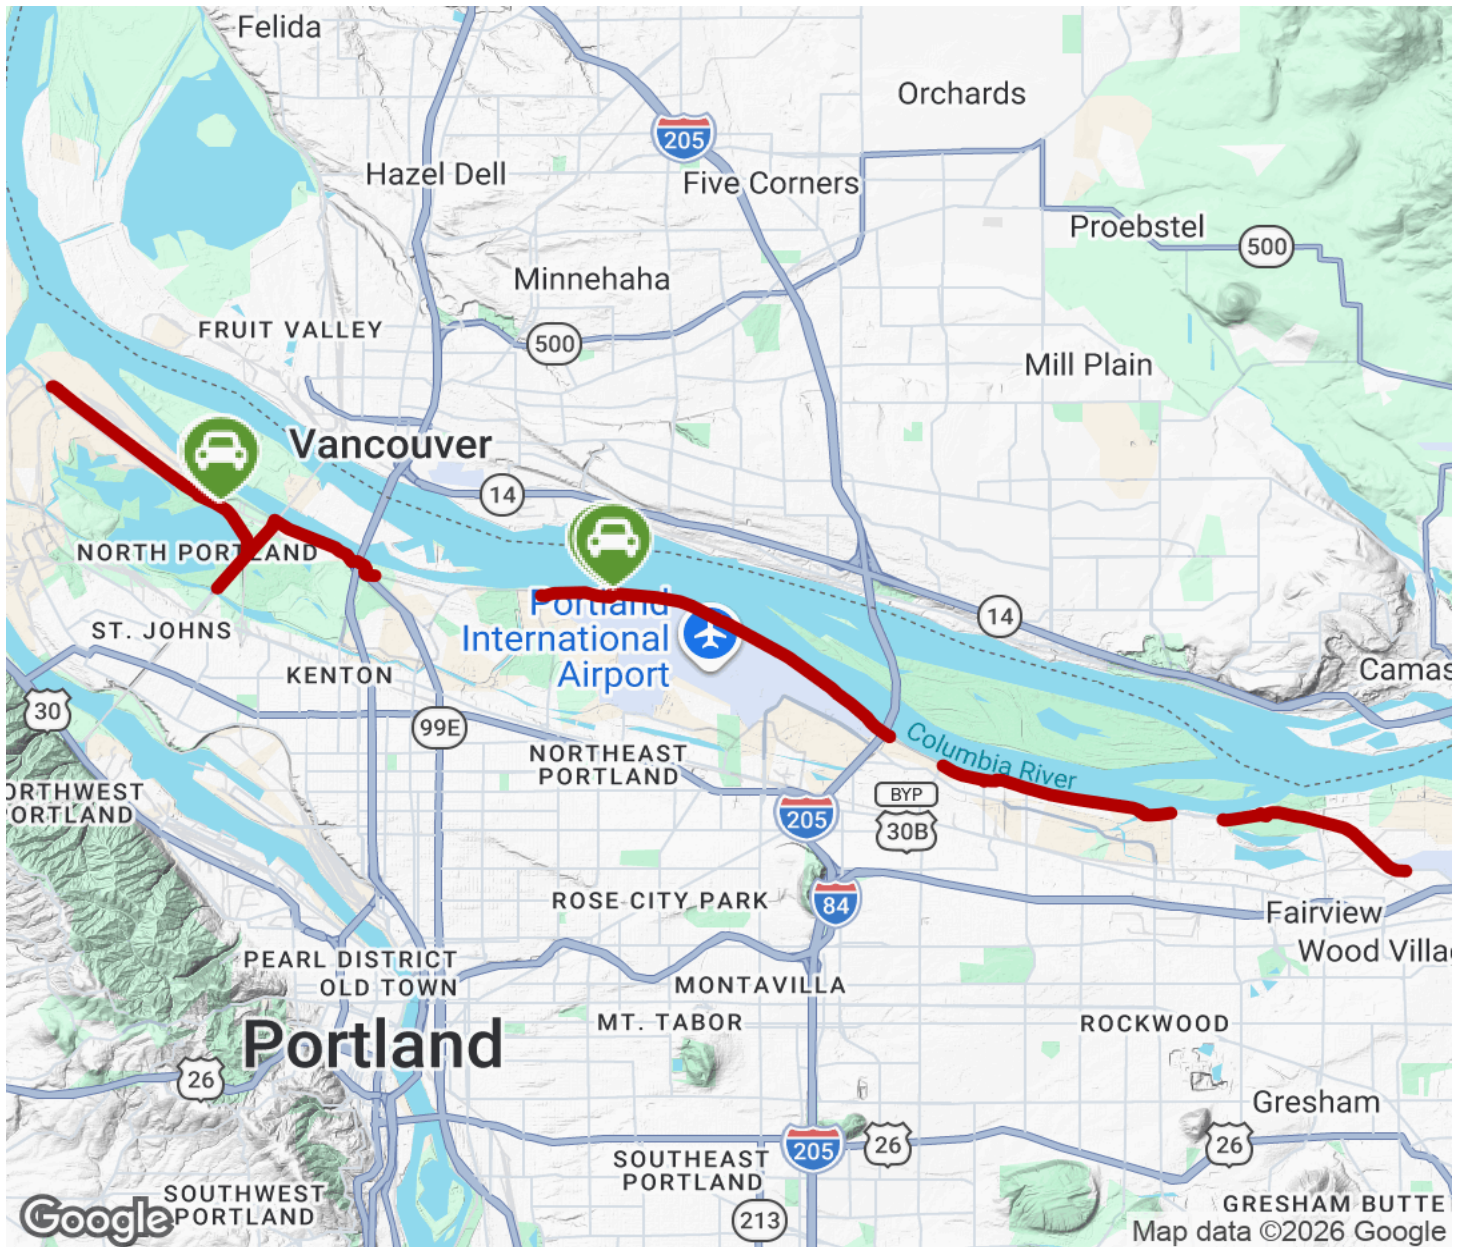 Felida
Orchards
205
Hazel Dell
Five Corners
Proebstel
500
Minnehaha
FRUIT VALLEY
500
Mill Plain
Vancouver
14
NORTH PORTLAND
Portland
International
Airport
14
ST. JOHNS
KENTON
Camas
30
99E
Columbia River
NORTHEAST
PORTLAND
BYP
30B
ORTHWEST
ORTLAND
205
84
ROSE CITY PARK
Fairview
Wood Villa
PEARL DISTRICT
OLD TOWN
MONTAVILLA
MT. TABOR
ROCKWOOD
Portland
26
Gresham
205
26
26
SOUTHEAST
PORTLAND
SOUTHWEST
PORTLAND
213
GRESHAM BUTTE
Google
Map data ©2026 Google